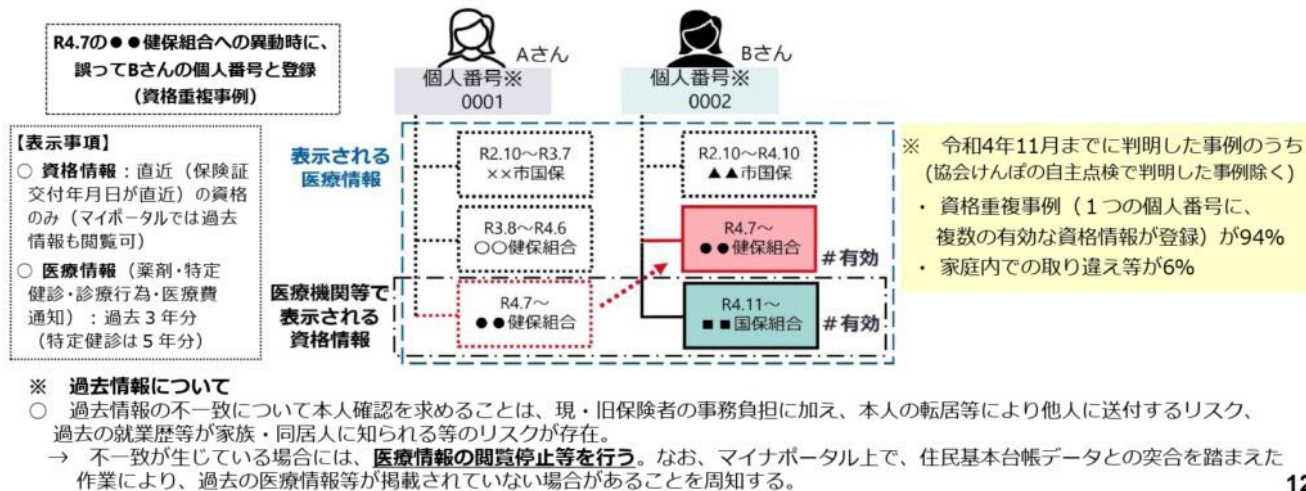 R4.7の●●健保組合への異動時に、
誤ってBさんの個人番号と登録
(資格重複事例)
Aさん
個人番号※
0001
Bさん
個人番号※
0002
【表示事項】
○ 資格情報：直近（保険証
交付年月日が直近）の資格
のみ（マイポータルでは過去
情報も閲覧可）
○ 医療情報（薬剤・特定
健診・診療行為・医療費
通知）：過去３年分
（特定健診は５年分）
表示される
医療情報
R2.10～R3.7
××市国保
R2.10～R4.10
▲▲市国保
R3.8～R4.6
○○健保組合
R4.7～
●●健保組合
#有効
医療機関等で
表示される
資格情報
R4.7～
●●健保組合
R4.11～
■■国保組合
#有効
※ 令和4年11月までに判明した事例のうち
(協会けんぽの自主点検で判明した事例除く)
・ 資格重複事例（１つの個人番号に、
複数の有効な資格情報が登録）が94%
・ 家庭内での取り違え等が6%
※ 過去情報について
○ 過去情報の不一致について本人確認を求めることは、現・旧保険者の事務負担に加え、本人の転居等により他人に送付するリスク、
過去の就業歴等が家族・同居人に知られる等のリスクが存在。
→ 不一致が生じている場合には、医療情報の閲覧停止等を行う。なお、マイナポータル上で、住民基本台帳データとの突合を踏まえた
作業により、過去の医療情報等が掲載されていない場合があることを周知する。
12